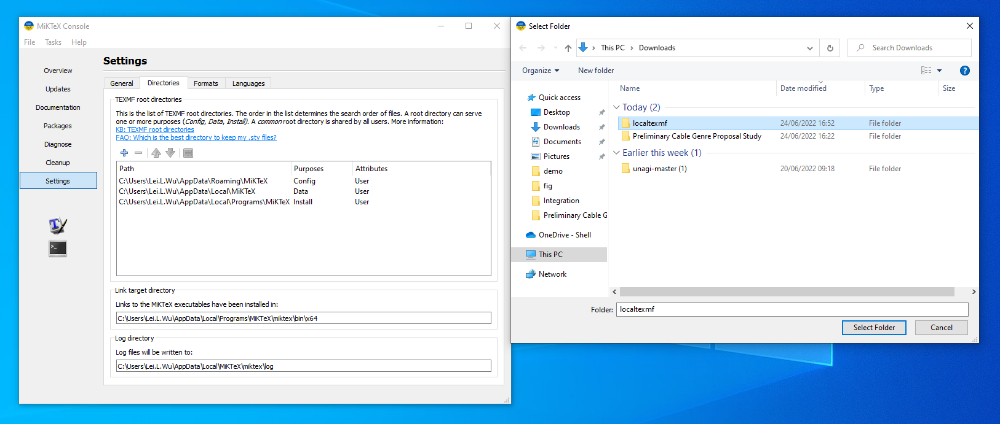 MiKTeX Console
File Tasks Help
Overview
Updates
Documentation
Packages
Diagnose
Cleanup
Settings
Settings
General Directories Formats Languages
TEXMF root directories
This is the list of TEXMF root directories. The order in the list determines the search order of files. A root directory can serve
one or more purposes (Config, Data, Install). A common root directory is shared by all users. More information:
KB: TEXMF root directories
FAQ: Which is the best directory to keep my .sty files?
Path Purposes Attributes
C:\Users\Lei.L.Wu\AppData\Roaming\MiKTeX Config User
C:\Users\Lei.L.Wu\AppData\Local\MiKTeX Data User
C:\Users\Lei.L.Wu\AppData\Local\Programs\MiKTeX Install User
Link target directory
Links to the MiKTeX executables have been installed in:
C:\Users\Lei.L.Wu\AppData\Local\Programs\MiKTeX\miktex\bin\x64
Log directory
Log files will be written to:
C:\Users\Lei.L.Wu\AppData\Local\MiKTeX\miktex\log
Select Folder
This PC > Downloads
Search Downloads
Organize New folder
Quick access
Desktop
Downloads
Documents
Pictures
demo
fig
Integration
Preliminary Cable G
OneDrive - Shell
This PC
Network
Name Date modified Type Size
Today (2)
localtexmf 24/06/2022 16:52 File folder
Preliminary Cable Genre Proposal Study 24/06/2022 16:22 File folder
Earlier this week (1)
unagi-master (1) 20/06/2022 09:18 File folder
Folder: localtexmf
Select Folder Cancel